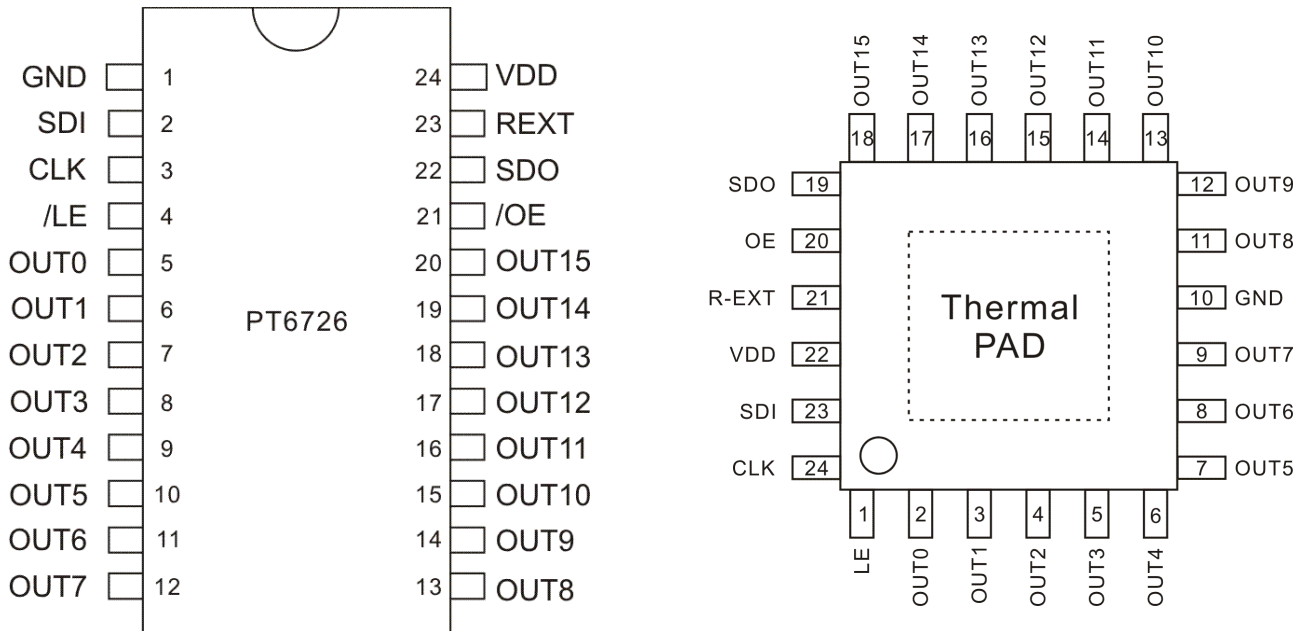 GND 1 24 VDD
SDI 2 23 REXT
CLK 3 22 SDO
/LE 4 21 /OE
OUT0 5 20 OUT15
OUT1 6 19 OUT14
PT6726
OUT2 7 18 OUT13
OUT3 8 17 OUT12
OUT4 9 16 OUT11
OUT5 10 15 OUT10
OUT6 11 14 OUT9
OUT7 12 13 OUT8
OUT15 OUT14 OUT13 OUT12 OUT11 OUT10
18 17 16 15 14 13
SDO 19 12 OUT9
OE 20 11 OUT8
R-EXT 21 10 GND
Thermal
PAD
VDD 22 9 OUT7
SDI 23 8 OUT6
CLK 24 7 OUT5
1 2 3 4 5 6
LE OUT0 OUT1 OUT2 OUT3 OUT4